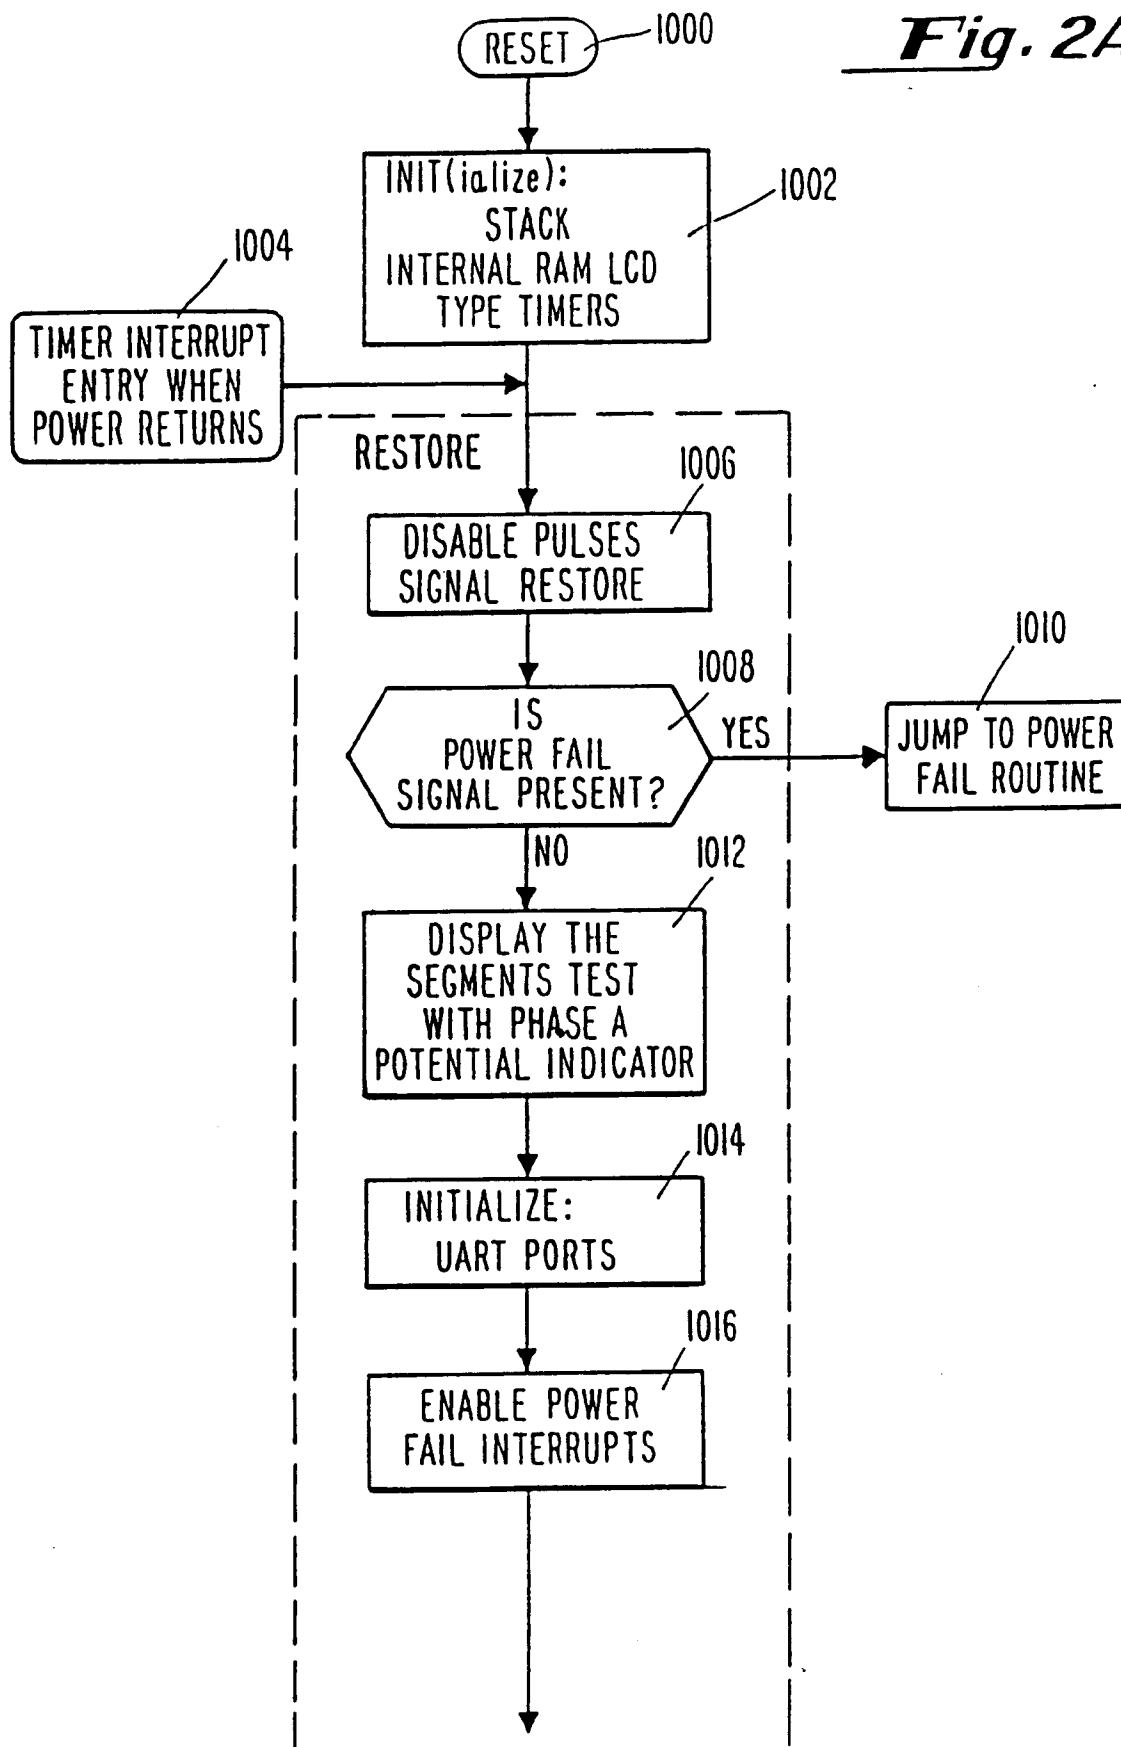 Fig. 2A
RESET
1000
INIT(ialize):
STACK
INTERNAL RAM LCD
TYPE TIMERS
1002
1004
TIMER INTERRUPT
ENTRY WHEN
POWER RETURNS
RESTORE
1006
DISABLE PULSES
SIGNAL RESTORE
1008
IS
POWER FAIL
SIGNAL PRESENT?
YES
1010
JUMP TO POWER
FAIL ROUTINE
NO
1012
DISPLAY THE
SEGMENTS TEST
WITH PHASE A
POTENTIAL INDICATOR
1014
INITIALIZE:
UART PORTS
1016
ENABLE POWER
FAIL INTERRUPTS